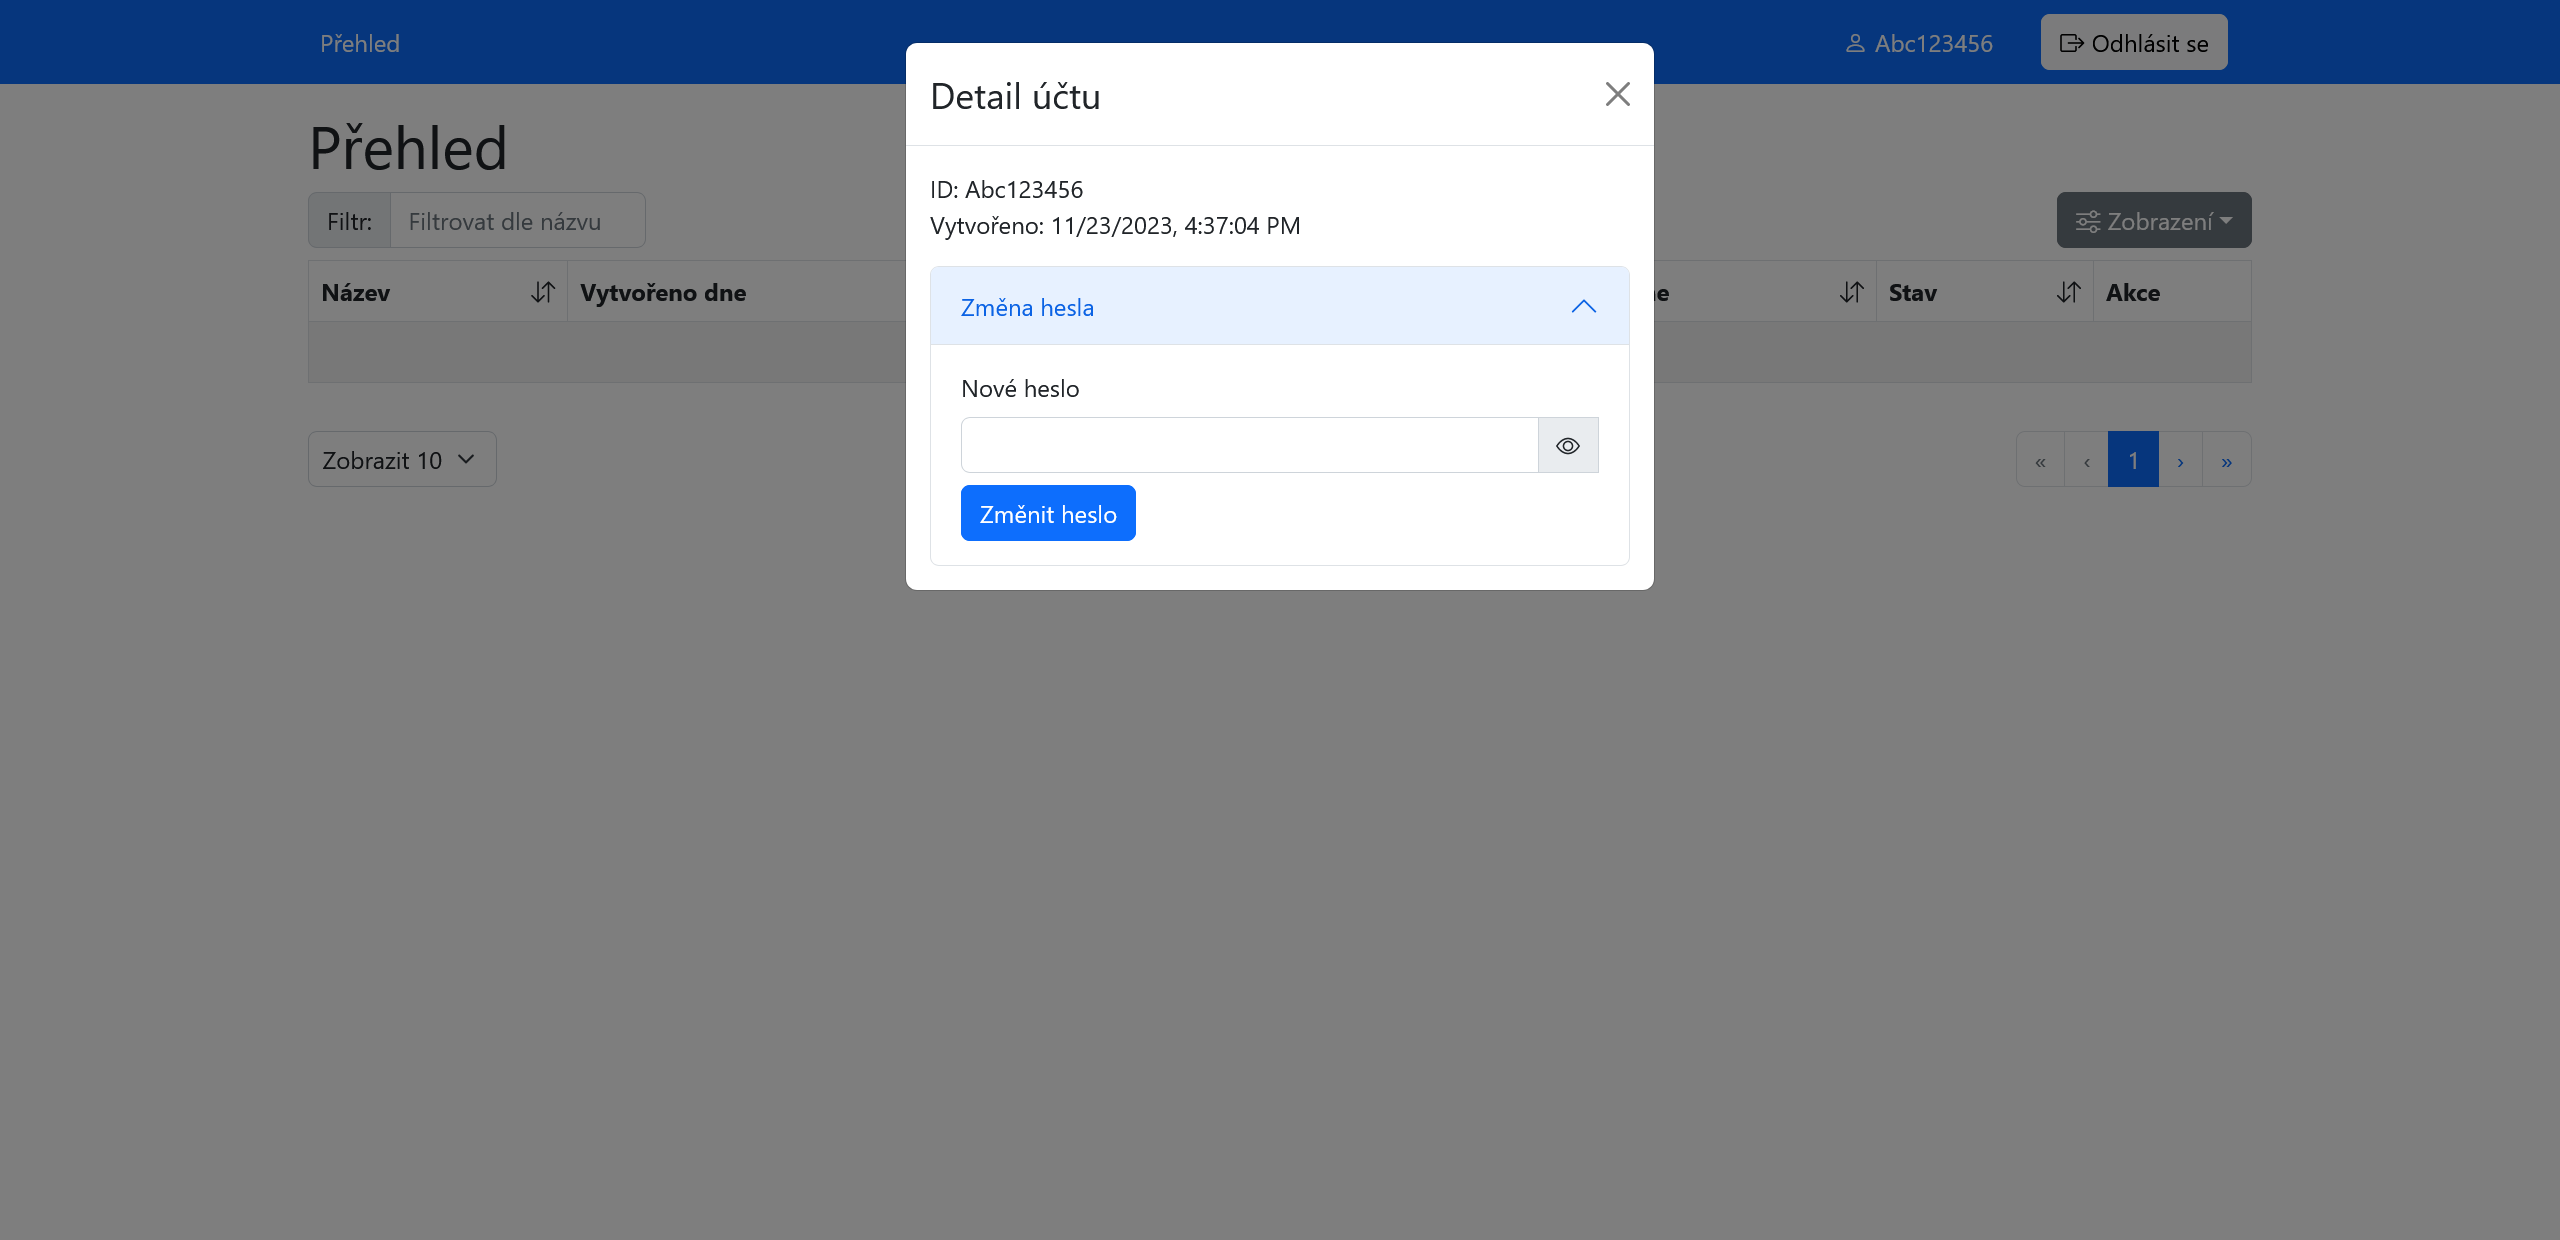 Přehled
Abc123456
Odhlásit se
Detail účtu
ID: Abc123456
Vytvořeno: 11/23/2023, 4:37:04 PM
Změna hesla
Nové heslo
Změnit heslo
Přehled
Filtr:
Filtrovat dle názvu
Zobrazení
Název
Vytvořeno dne
Stav
Akce
Zobrazit 10
« ‹ 1 › »